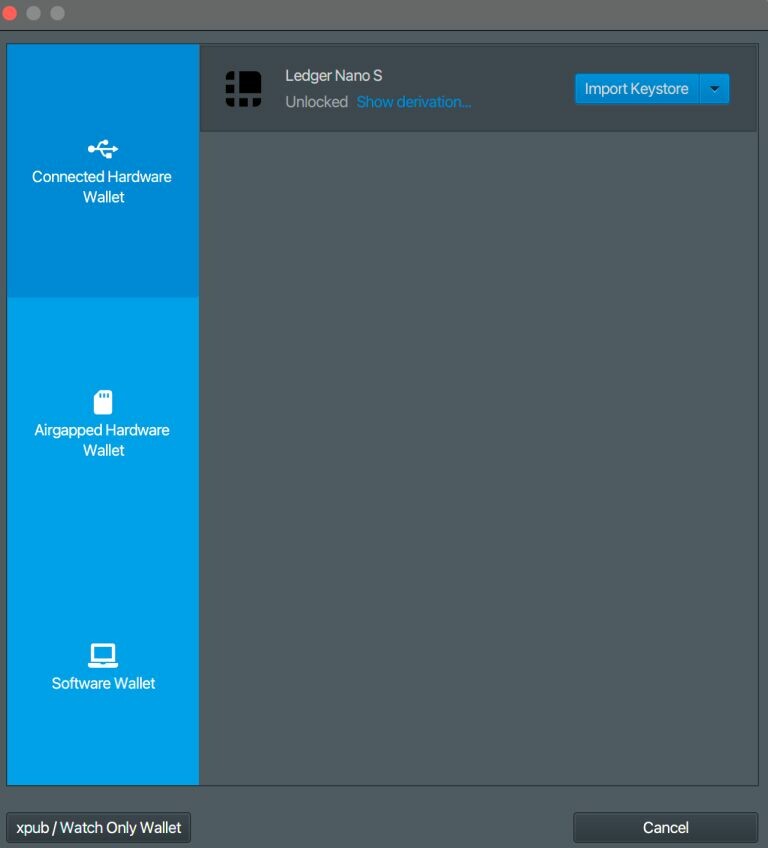 Connected Hardware
Wallet
Ledger Nano S
Unlocked Show derivation...
Import Keystore
Airgapped Hardware
Wallet
Software Wallet
xpub / Watch Only Wallet
Cancel